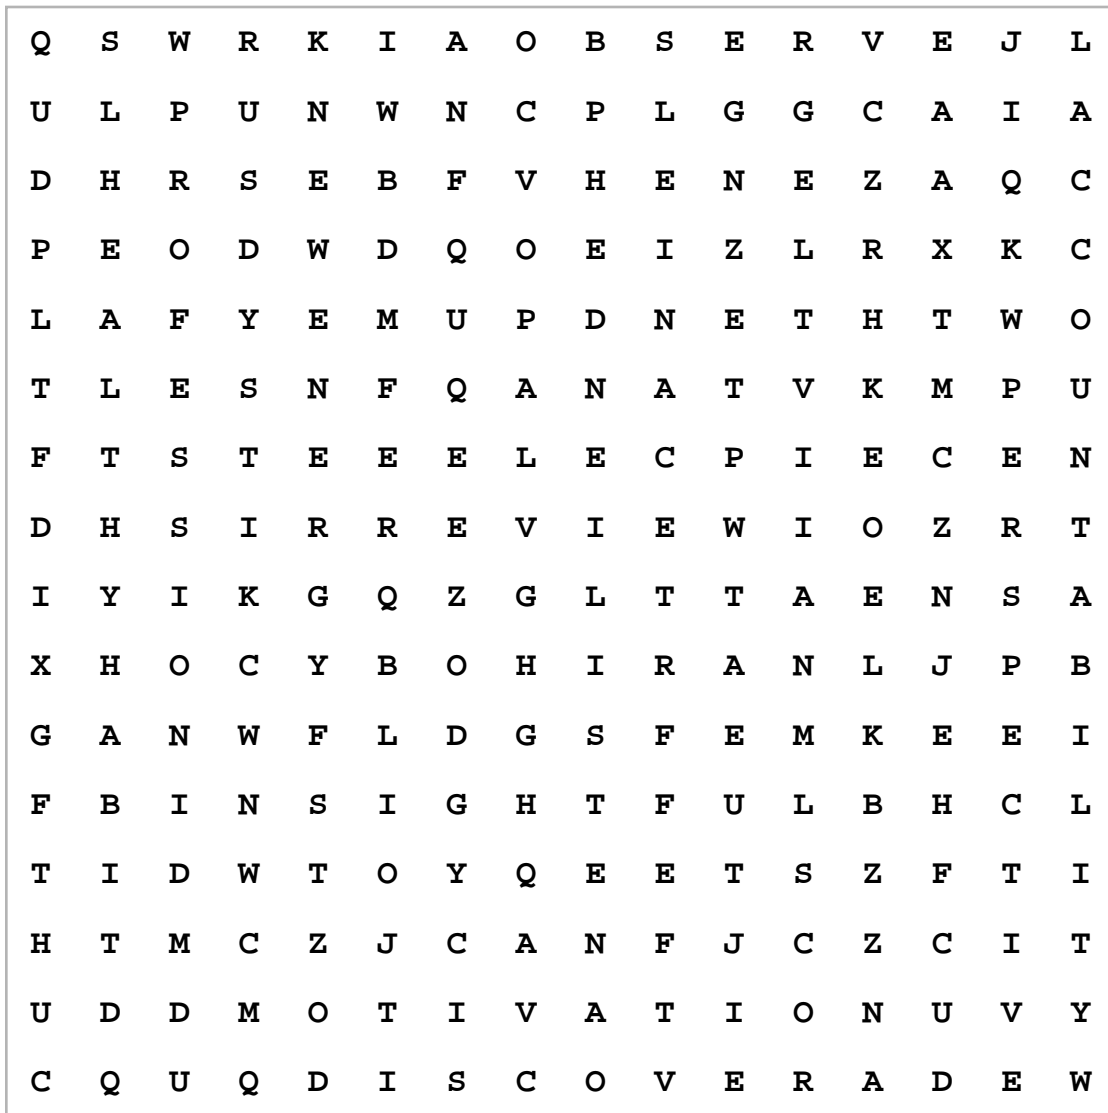 Q S W R K I A O B S E R V E J L
U L P U N W N C P L G G C A I A
D H R S E B F V H E N E Z A Q C
P E O D W D Q O E I Z L R X K C
L A F Y E M U P D N E T H T W O
T L E S N F Q A N A T V K M P U
F T S T E E E L E C P I E C E N
D H S I R R E V I E W I O Z R T
I Y I K G Q Z G L T T A E N S A
X H O C Y B O H I R A N L J P B
G A N W F L D G S F E M K E E I
F B I N S I G H T F U L B H C L
T I D W T O Y Q E E T S Z F T I
H T M C Z J C A N F J C Z C I T
U D D M O T I V A T I O N U V Y
C Q U Q D I S C O V E R A D E W